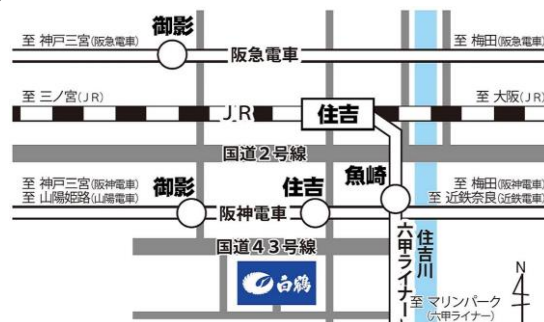 御影
至 神戸三宮(阪急電車)
阪急電車
至 梅田(阪急電車)
至 三ノ宮(JR)
JR
住吉
至 大阪(JR)
国道2号線
至 神戸三宮(阪神電車)
至 山陽姫路(山陽電車)
御影
住吉
魚崎
至 梅田(阪神電車)
至 近鉄奈良(近鉄電車)
阪神電車
国道43号線
六甲ライナー
住吉川
白鶴
N
至 マリンパーク
(六甲ライナー)